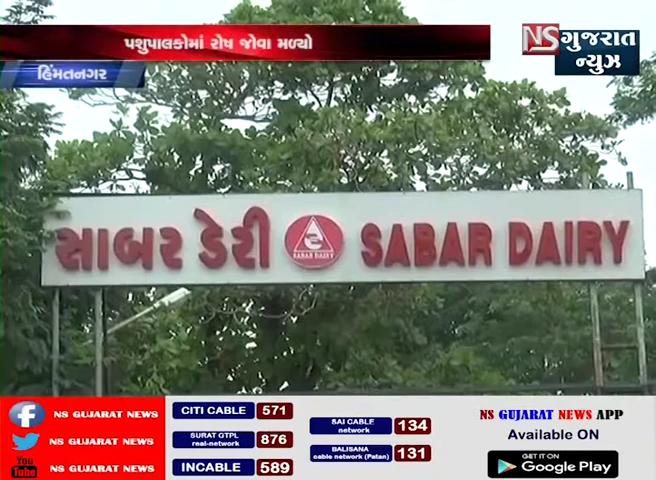 પશુપાલકોમાં રોષ જોવા મળ્યો
હિંમતનગર
NS ગુજરાત
ન્યુઝ
સાબર ડેરી SABAR DAIRY SABAR DAIRY
NS GUJARAT NEWS
NS GUJARAT NEWS
You Tube NS GUJARAT NEWS
CITI CABLE 571
SURAT GTPL real-network 876
INCABLE 589
SAI CABLE network 134
BALISANA cable network (Patan) 131
NS GUJARAT NEWS APP
Available ON
GET IT ON
Google Play